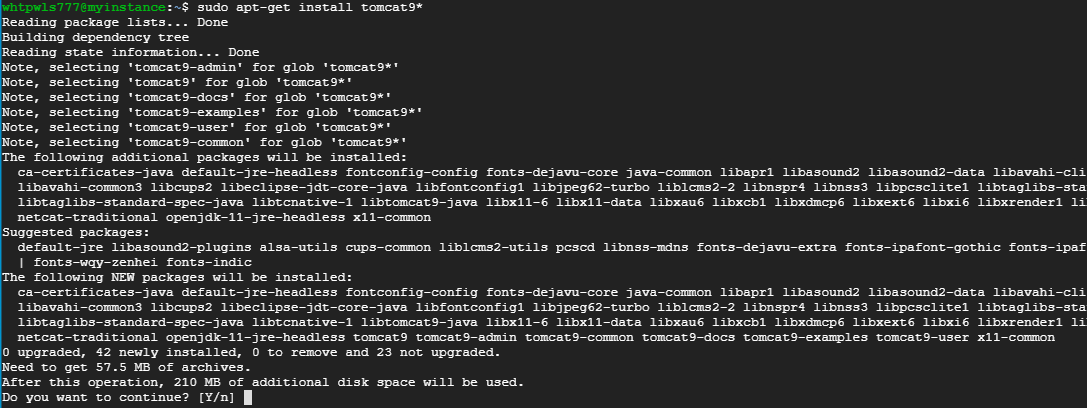 whtpwls777@myinstance:~$ sudo apt-get install tomcat9*
Reading package lists... Done
Building dependency tree
Reading state information... Done
Note, selecting 'tomcat9-admin' for glob 'tomcat9*'
Note, selecting 'tomcat9' for glob 'tomcat9*'
Note, selecting 'tomcat9-docs' for glob 'tomcat9*'
Note, selecting 'tomcat9-examples' for glob 'tomcat9*'
Note, selecting 'tomcat9-user' for glob 'tomcat9*'
Note, selecting 'tomcat9-common' for glob 'tomcat9*'
The following additional packages will be installed:
  ca-certificates-java default-jre-headless fontconfig-config fonts-dejavu-core java-common libapr1 libasound2 libasound2-data libavahi-cli
  libavahi-common3 libcups2 libeclipse-jdt-core-java libfontconfig1 libjpeg62-turbo liblcms2-2 libnspr4 libnss3 libpcsclite1 libtaglibs-sta
  libtaglibs-standard-spec-java libtcnative-1 libtomcat9-java libx11-6 libx11-data libxau6 libxcb1 libxdmcp6 libxext6 libxi6 libxrender1 li
  netcat-traditional openjdk-11-jre-headless x11-common
Suggested packages:
  default-jre libasound2-plugins alsa-utils cups-common liblcms2-utils pcscd libnss-mdns fonts-dejavu-extra fonts-ipafont-gothic fonts-ipaf
  | fonts-wqy-zenhei fonts-indic
The following NEW packages will be installed:
  ca-certificates-java default-jre-headless fontconfig-config fonts-dejavu-core java-common libapr1 libasound2 libasound2-data libavahi-cli
  libavahi-common3 libcups2 libeclipse-jdt-core-java libfontconfig1 libjpeg62-turbo liblcms2-2 libnspr4 libnss3 libpcsclite1 libtaglibs-sta
  libtaglibs-standard-spec-java libtcnative-1 libtomcat9-java libx11-6 libx11-data libxau6 libxcb1 libxdmcp6 libxext6 libxi6 libxrender1 li
  netcat-traditional openjdk-11-jre-headless tomcat9 tomcat9-admin tomcat9-common tomcat9-docs tomcat9-examples tomcat9-user x11-common
0 upgraded, 42 newly installed, 0 to remove and 23 not upgraded.
Need to get 57.5 MB of archives.
After this operation, 210 MB of additional disk space will be used.
Do you want to continue? [Y/n]